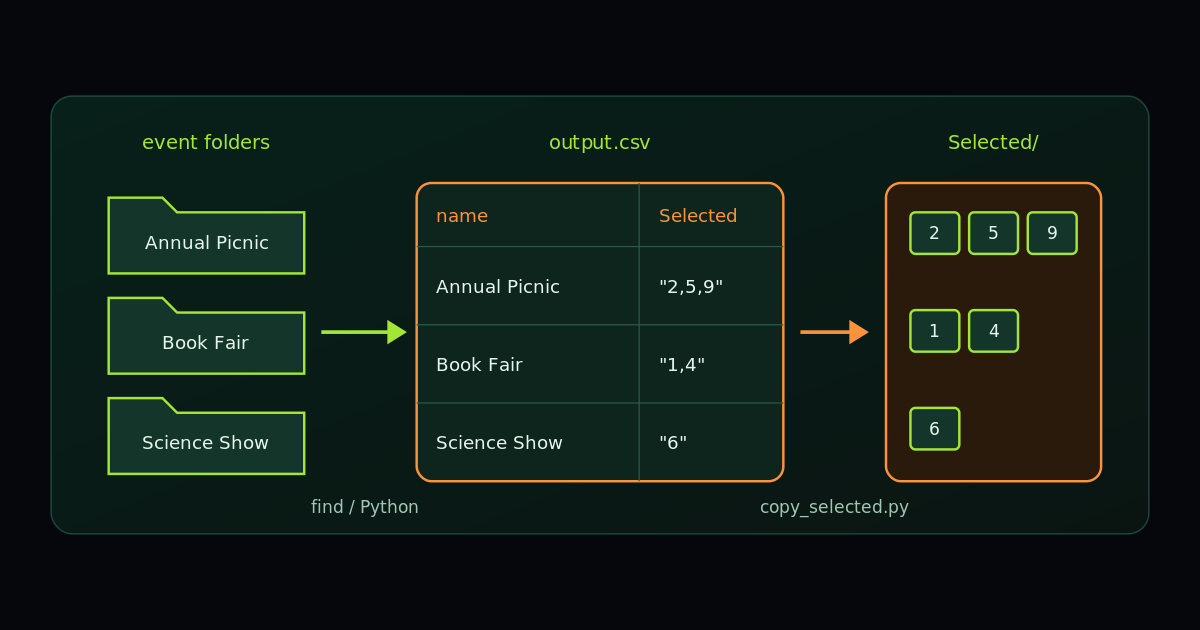 event folders
output.csv
Selected/
Annual Picnic
Book Fair
Science Show
name
Selected
Annual Picnic
"2,5,9"
Book Fair
"1,4"
Science Show
"6"
2
5
9
1
4
6
find / Python
copy_selected.py